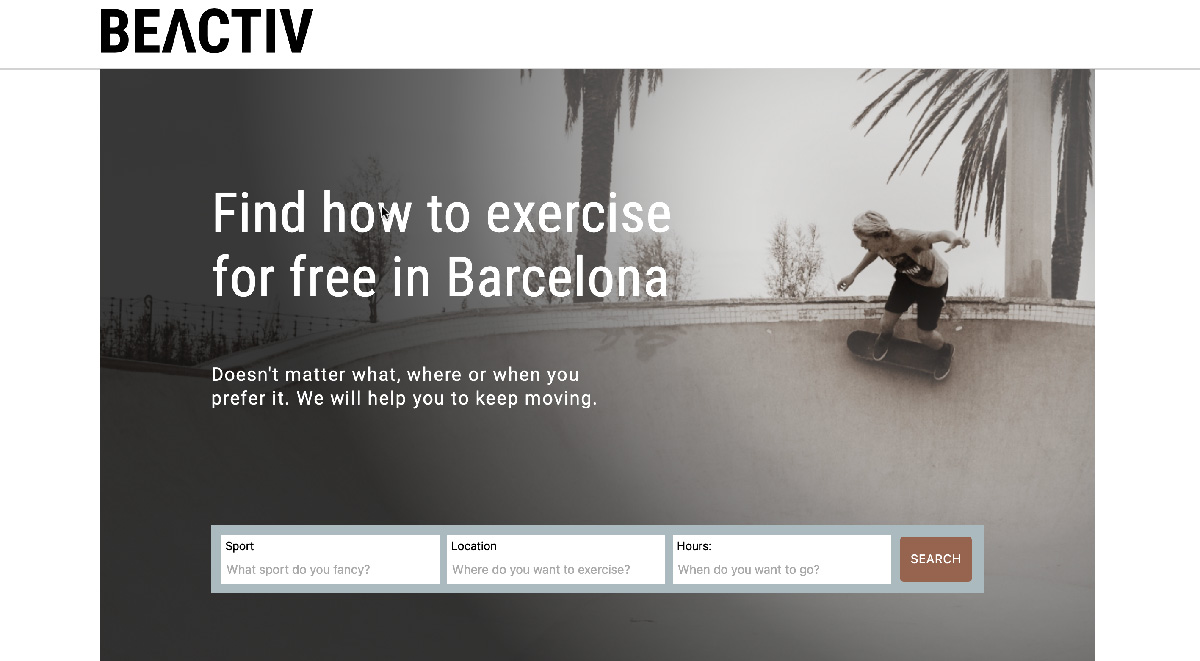 BEACTIV
Find how to exercise
for free in Barcelona
Doesn't matter what, where or when you
prefer it. We will help you to keep moving.
Sport
What sport do you fancy?
Location
Where do you want to exercise?
Hours:
When do you want to go?
SEARCH